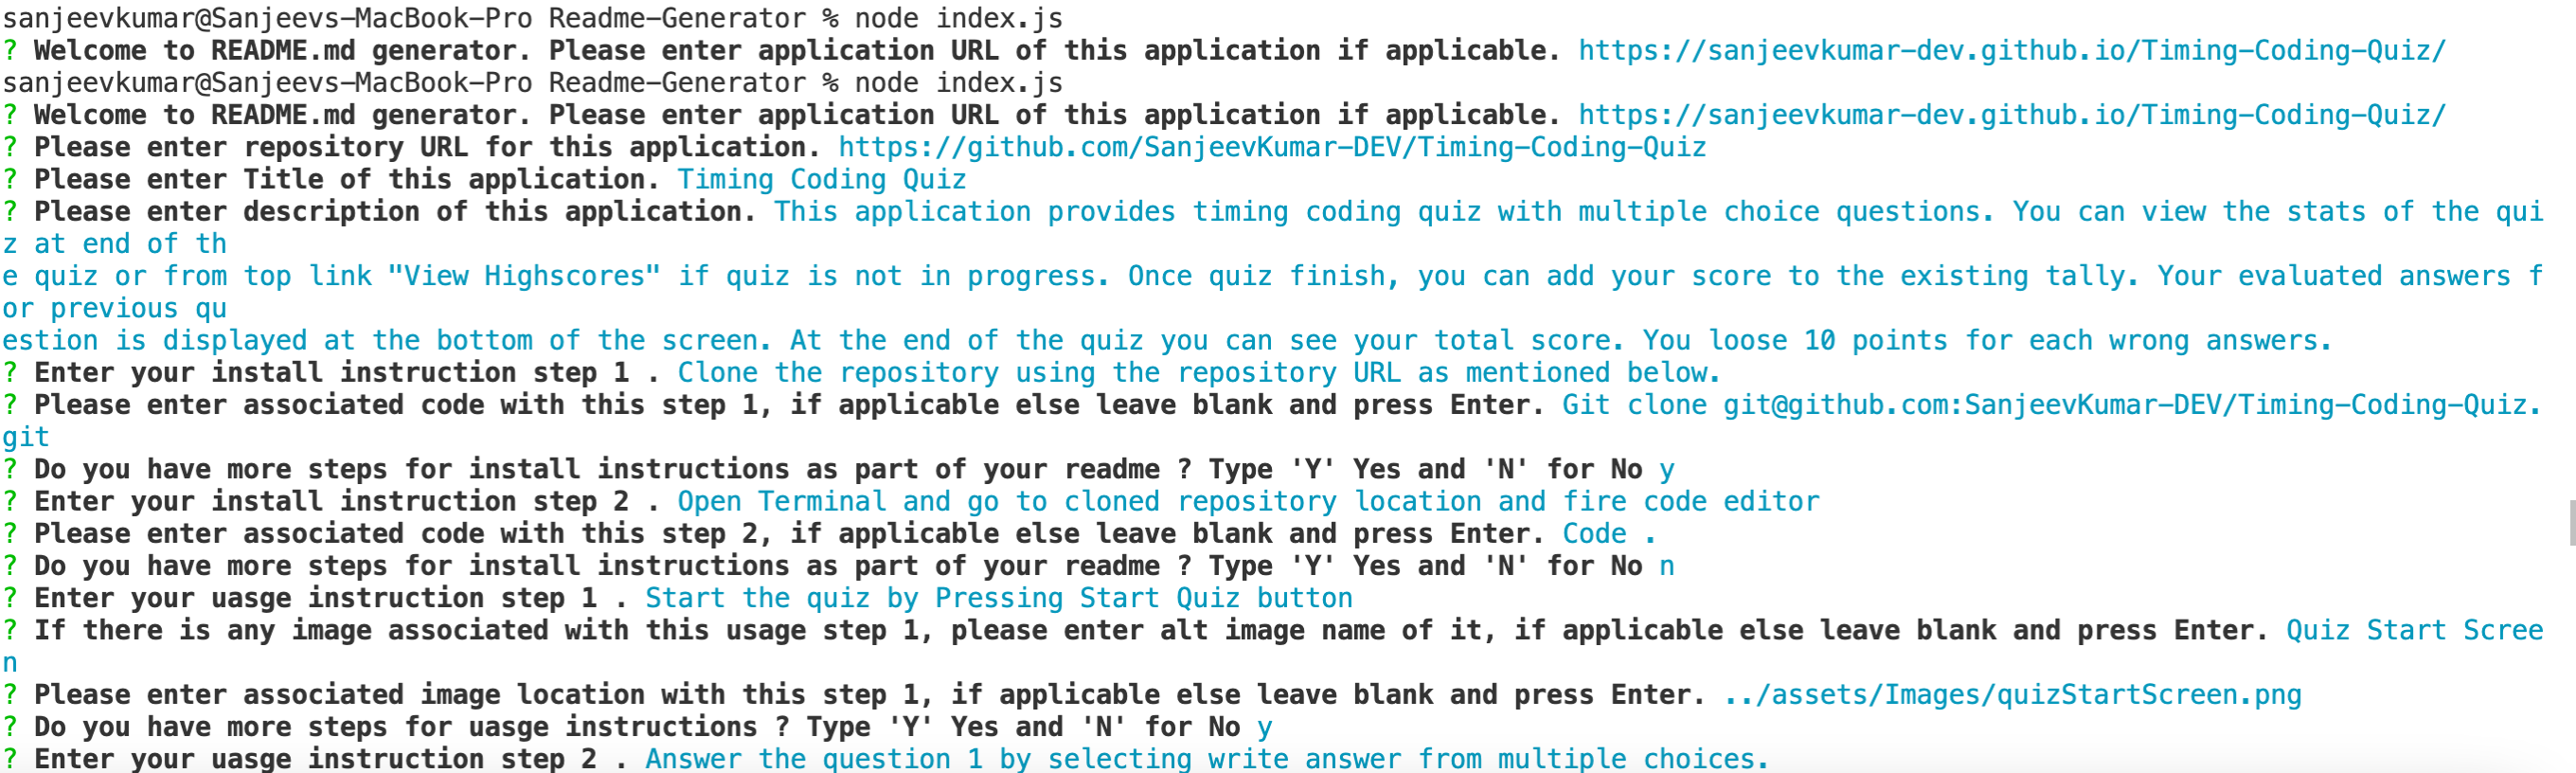 sanjeevkumar@Sanjeevs-MacBook-Pro Readme-Generator % node index.js
? Welcome to README.md generator. Please enter application URL of this application if applicable. https://sanjeevkumar-dev.github.io/Timing-Coding-Quiz/
sanjeevkumar@Sanjeevs-MacBook-Pro Readme-Generator % node index.js
? Welcome to README.md generator. Please enter application URL of this application if applicable. https://sanjeevkumar-dev.github.io/Timing-Coding-Quiz/
? Please enter repository URL for this application. https://github.com/SanjeevKumar-DEV/Timing-Coding-Quiz
? Please enter Title of this application. Timing Coding Quiz
? Please enter description of this application. This application provides timing coding quiz with multiple choice questions. You can view the stats of the qui
z at end of th
e quiz or from top link "View Highscores" if quiz is not in progress. Once quiz finish, you can add your score to the existing tally. Your evaluated answers f
or previous qu
estion is displayed at the bottom of the screen. At the end of the quiz you can see your total score. You loose 10 points for each wrong answers.
? Enter your install instruction step 1 . Clone the repository using the repository URL as mentioned below.
? Please enter associated code with this step 1, if applicable else leave blank and press Enter. Git clone git@github.com:SanjeevKumar-DEV/Timing-Coding-Quiz.
git
? Do you have more steps for install instructions as part of your readme ? Type 'Y' Yes and 'N' for No y
? Enter your install instruction step 2 . Open Terminal and go to cloned repository location and fire code editor
? Please enter associated code with this step 2, if applicable else leave blank and press Enter. Code .
? Do you have more steps for install instructions as part of your readme ? Type 'Y' Yes and 'N' for No n
? Enter your uasge instruction step 1 . Start the quiz by Pressing Start Quiz button
? If there is any image associated with this usage step 1, please enter alt image name of it, if applicable else leave blank and press Enter. Quiz Start Scree
n
? Please enter associated image location with this step 1, if applicable else leave blank and press Enter. ../assets/Images/quizStartScreen.png
? Do you have more steps for uasge instructions ? Type 'Y' Yes and 'N' for No y
? Enter your uasge instruction step 2 . Answer the question 1 by selecting write answer from multiple choices.